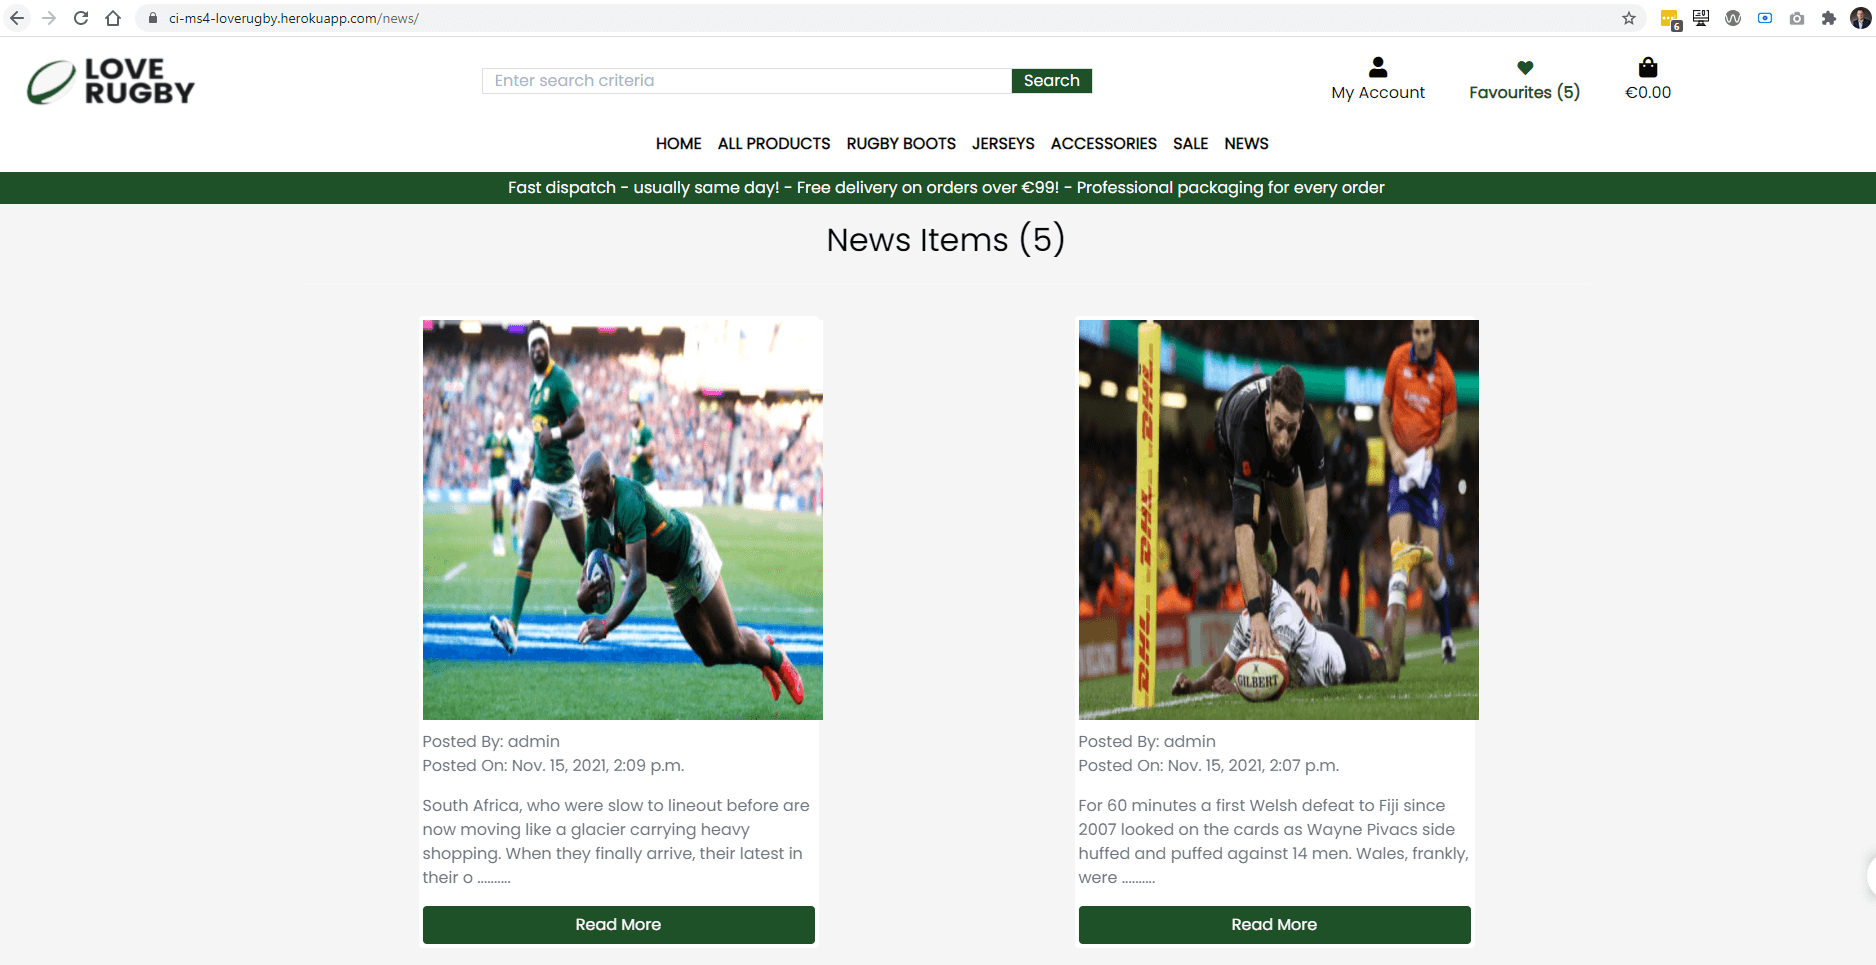 ci-ms4-loverugby.herokuapp.com/news/
6
LOVE
RUGBY
Enter search criteria
Search
My Account
Favourites (5)
€0.00
HOME ALL PRODUCTS RUGBY BOOTS JERSEYS ACCESSORIES SALE NEWS
Fast dispatch - usually same day! - Free delivery on orders over €99! - Professional packaging for every order
News Items (5)
DHL
DHL
DHL
GILBERT
Posted By: admin
Posted On: Nov. 15, 2021, 2:09 p.m.
South Africa, who were slow to lineout before are
now moving like a glacier carrying heavy
shopping. When they finally arrive, their latest in
their o ..........
Read More
Posted By: admin
Posted On: Nov. 15, 2021, 2:07 p.m.
For 60 minutes a first Welsh defeat to Fiji since
2007 looked on the cards as Wayne Pivacs side
huffed and puffed against 14 men. Wales, frankly,
were ..........
Read More